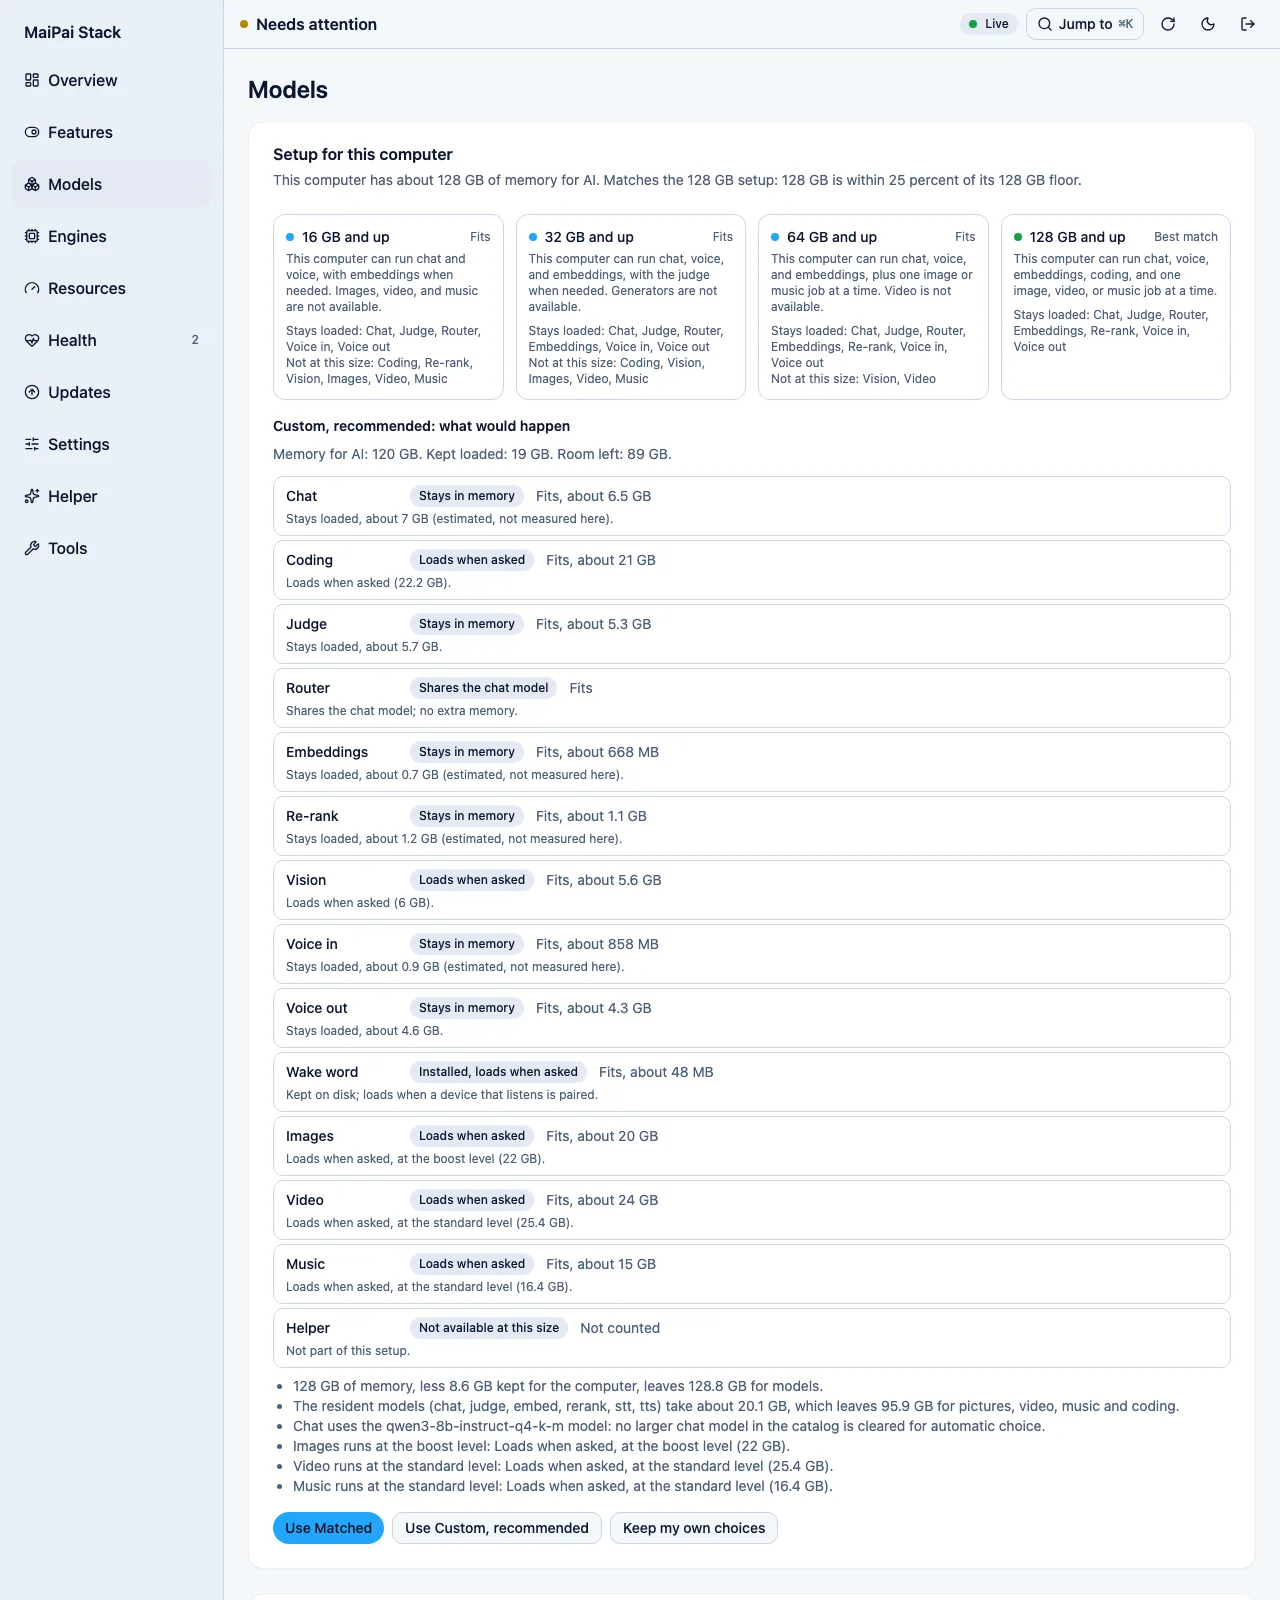 MaiPai Stack
Overview
Features
Models
Engines
Resources
Health 2
Updates
Settings
Helper
Tools
Needs attention
Live
Jump to ⌘K
Models
Setup for this computer
This computer has about 128 GB of memory for AI. Matches the 128 GB setup: 128 GB is within 25 percent of its 128 GB floor.
16 GB and up Fits
This computer can run chat and
voice, with embeddings when
needed. Images, video, and music
are not available.
Stays loaded: Chat, Judge, Router,
Voice in, Voice out
Not at this size: Coding, Re-rank,
Vision, Images, Video, Music
32 GB and up Fits
This computer can run chat, voice,
and embeddings, with the judge
when needed. Generators are not
available.
Stays loaded: Chat, Judge, Router,
Embeddings, Voice in, Voice out
Not at this size: Coding, Vision,
Images, Video, Music
64 GB and up Fits
This computer can run chat, voice,
and embeddings, plus one image or
music job at a time. Video is not
available.
Stays loaded: Chat, Judge, Router,
Embeddings, Re-rank, Voice in,
Voice out
Not at this size: Vision, Video
128 GB and up Best match
This computer can run chat, voice,
embeddings, coding, and one
image, video, or music job at a time.
Stays loaded: Chat, Judge, Router,
Embeddings, Re-rank, Voice in,
Voice out
Custom, recommended: what would happen
Memory for AI: 120 GB. Kept loaded: 19 GB. Room left: 89 GB.
Chat Stays in memory Fits, about 6.5 GB
Stays loaded, about 7 GB (estimated, not measured here).
Coding Loads when asked Fits, about 21 GB
Loads when asked (22.2 GB).
Judge Stays in memory Fits, about 5.3 GB
Stays loaded, about 5.7 GB.
Router Shares the chat model Fits
Shares the chat model; no extra memory.
Embeddings Stays in memory Fits, about 668 MB
Stays loaded, about 0.7 GB (estimated, not measured here).
Re-rank Stays in memory Fits, about 1.1 GB
Stays loaded, about 1.2 GB (estimated, not measured here).
Vision Loads when asked Fits, about 5.6 GB
Loads when asked (6 GB).
Voice in Stays in memory Fits, about 858 MB
Stays loaded, about 0.9 GB (estimated, not measured here).
Voice out Stays in memory Fits, about 4.3 GB
Stays loaded, about 4.6 GB.
Wake word Installed, loads when asked Fits, about 48 MB
Kept on disk; loads when a device that listens is paired.
Images Loads when asked Fits, about 20 GB
Loads when asked, at the boost level (22 GB).
Video Loads when asked Fits, about 24 GB
Loads when asked, at the standard level (25.4 GB).
Music Loads when asked Fits, about 15 GB
Loads when asked, at the standard level (16.4 GB).
Helper Not available at this size Not counted
Not part of this setup.
• 128 GB of memory, less 8.6 GB kept for the computer, leaves 128.8 GB for models.
• The resident models (chat, judge, embed, rerank, stt, tts) take about 20.1 GB, which leaves 95.9 GB for pictures, video, music and coding.
• Chat uses the qwen3-8b-instruct-q4-k-m model: no larger chat model in the catalog is cleared for automatic choice.
• Images runs at the boost level: Loads when asked, at the boost level (22 GB).
• Video runs at the standard level: Loads when asked, at the standard level (25.4 GB).
• Music runs at the standard level: Loads when asked, at the standard level (16.4 GB).
Use Matched
Use Custom, recommended
Keep my own choices